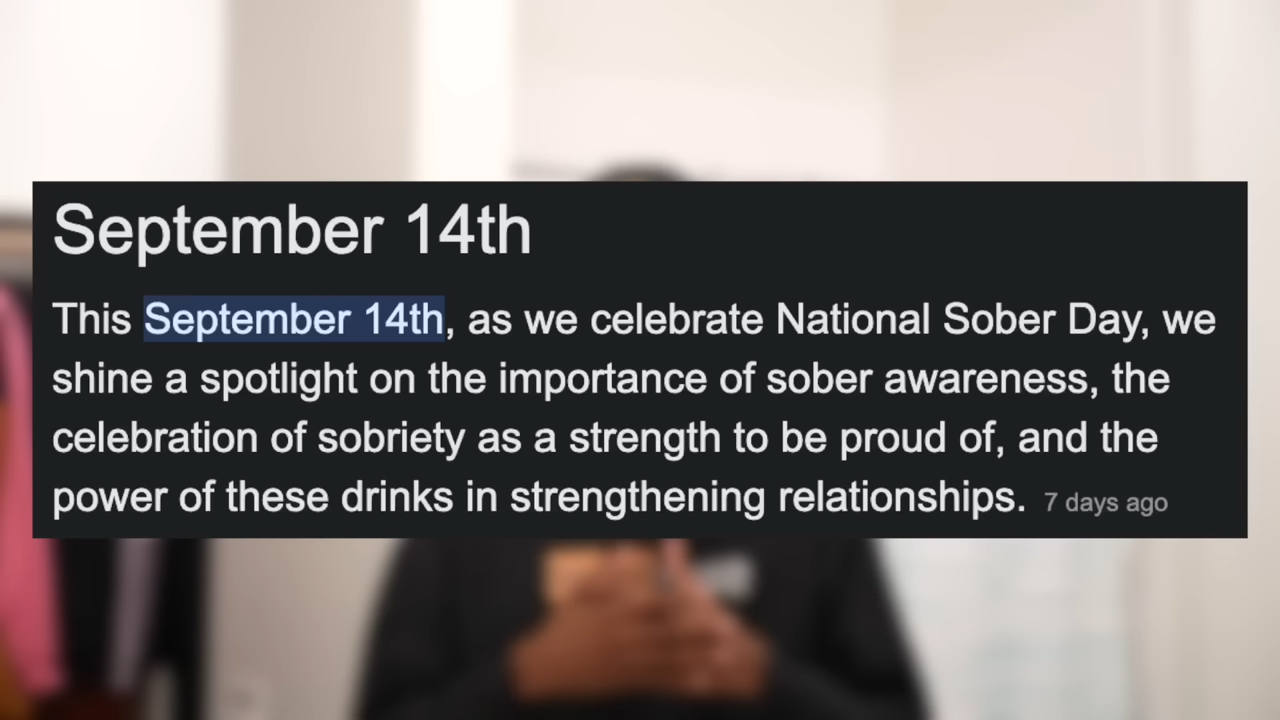 September 14th
This September 14th, as we celebrate National Sober Day, we
shine a spotlight on the importance of sober awareness, the
celebration of sobriety as a strength to be proud of, and the
power of these drinks in strengthening relationships. 7 days ago